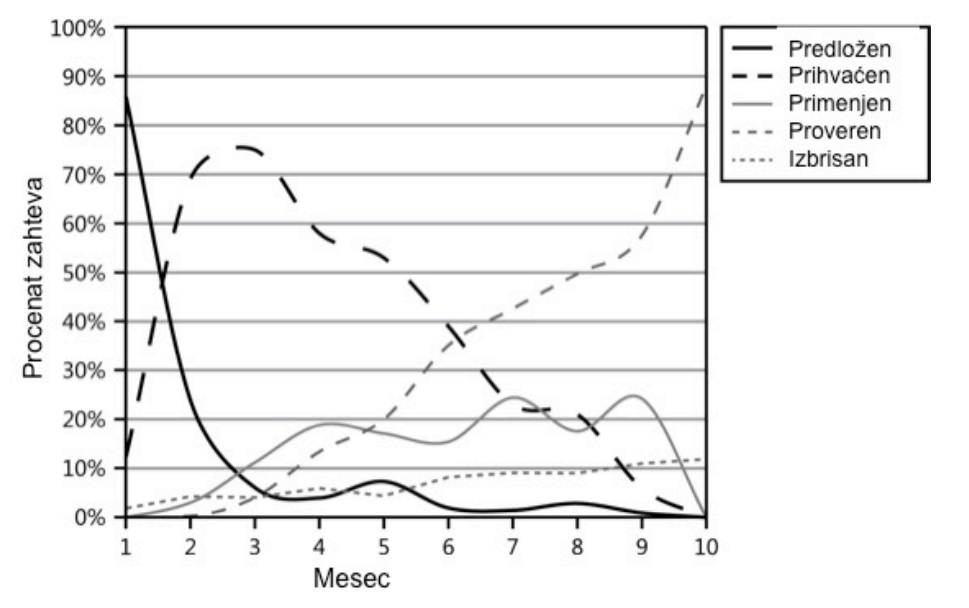 100%
90%
80%
70%
60%
50%
40%
30%
20%
10%
0%
Procenat zahteva
1 2 3 4 5 6 7 8 9 10
Mesec
Predložen
Prihvaćen
Primenjen
Proveren
Izbrisan